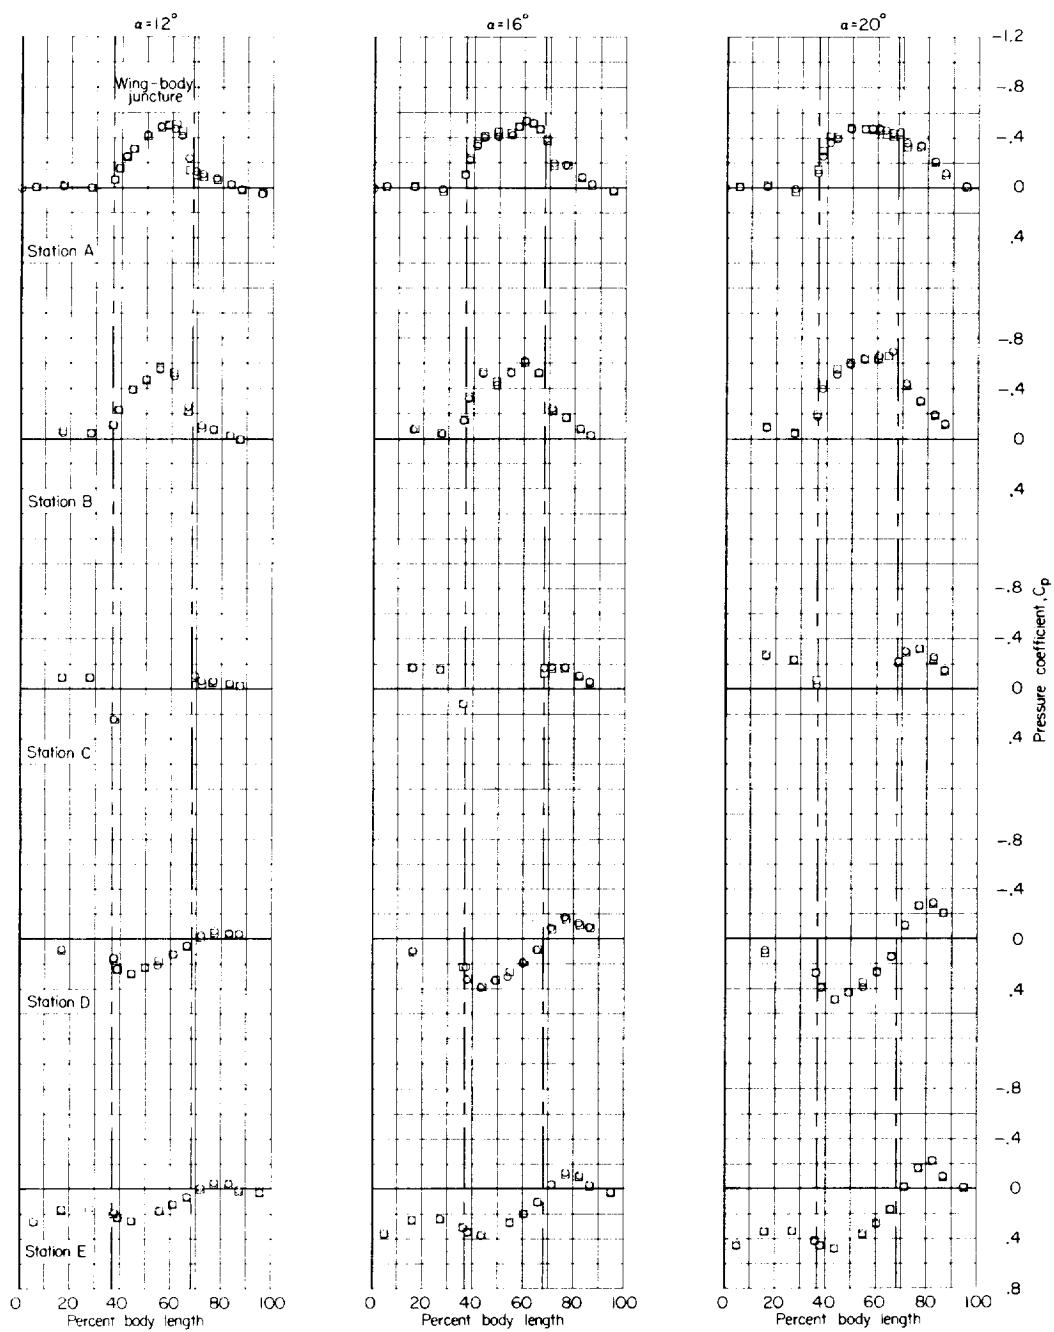 α=12°
α=16°
α=20°
-1.2
Wing-body
juncture
-.8
-.4
0
Station A
.4
-.8
-.4
0
Station B
.4
-.8
-.4
0
Station C
.4
Pressure coefficient, Cp
-.8
-.4
0
Station D
.4
-.8
-.4
0
Station E
.4
.8
0 20 40 60 80 100
0 20 40 60 80 100
0 20 40 60 80 100
Percent body length
Percent body length
Percent body length